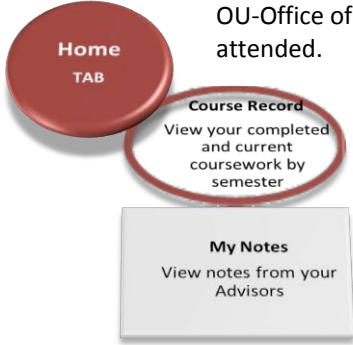 OU-Office of
attended.
Home
TAB
Course Record
View your completed
and current
coursework by
semester
My Notes
View notes from your
Advisors